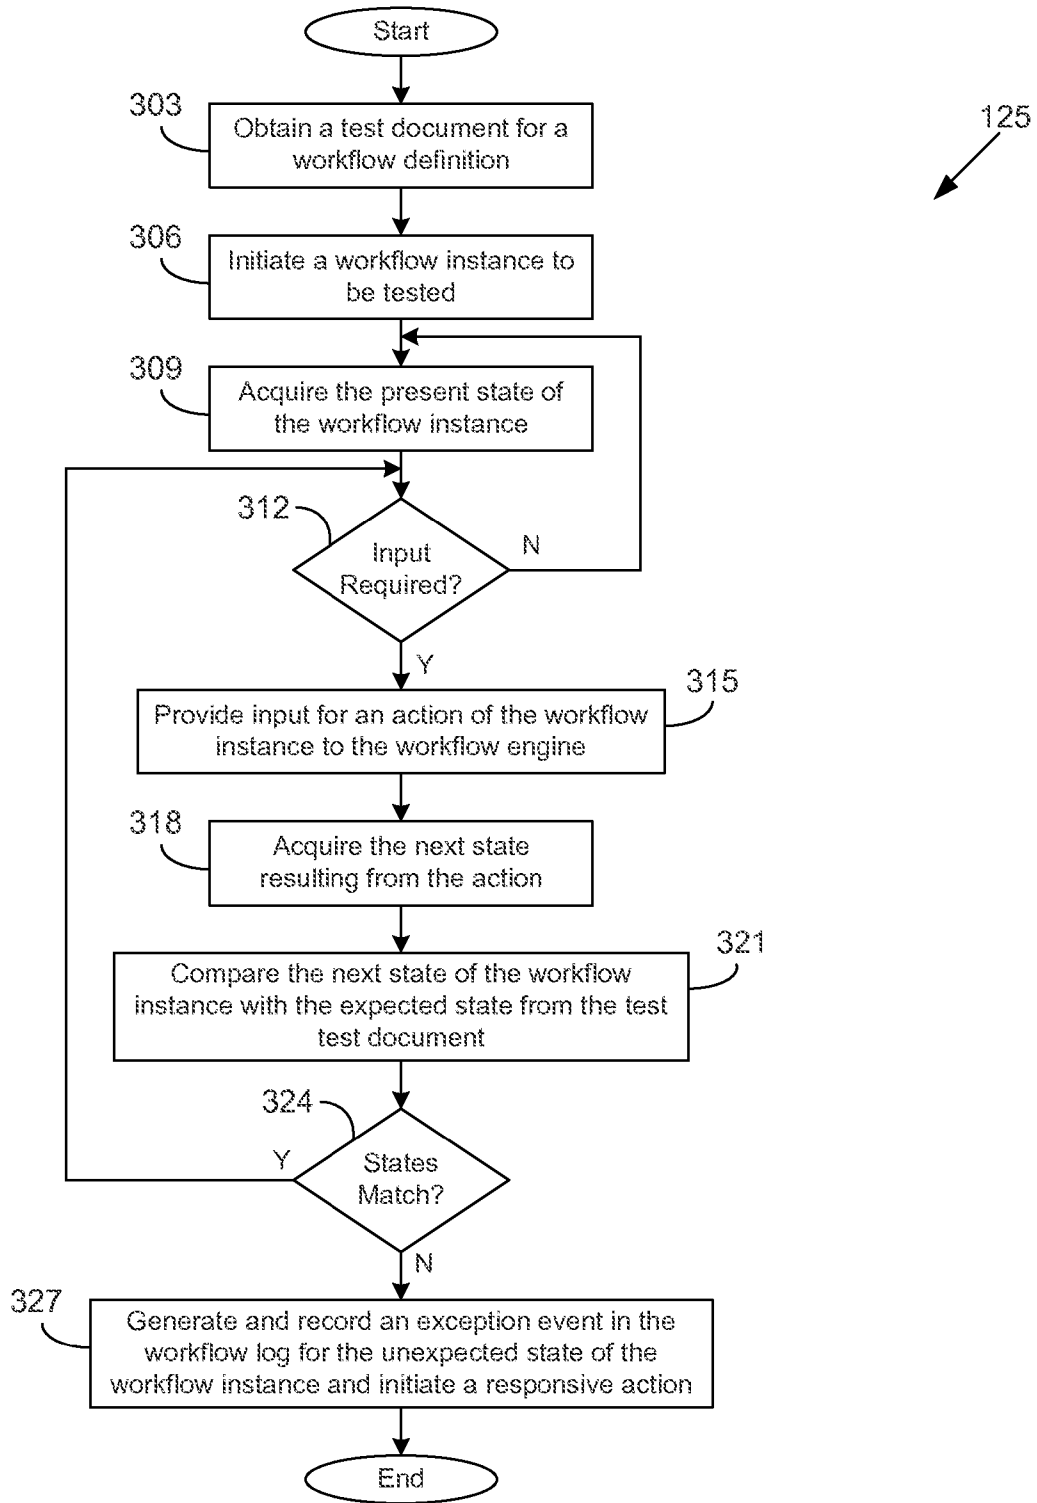 Start
303
Obtain a test document for a
workflow definition
125
306
Initiate a workflow instance to
be tested
309
Acquire the present state of
the workflow instance
312
Input
Required?
N
Y
315
Provide input for an action of the workflow
instance to the workflow engine
318
Acquire the next state
resulting from the action
321
Compare the next state of the workflow
instance with the expected state from the test
test document
324
Y
States
Match?
N
327
Generate and record an exception event in the
workflow log for the unexpected state of the
workflow instance and initiate a responsive action
End